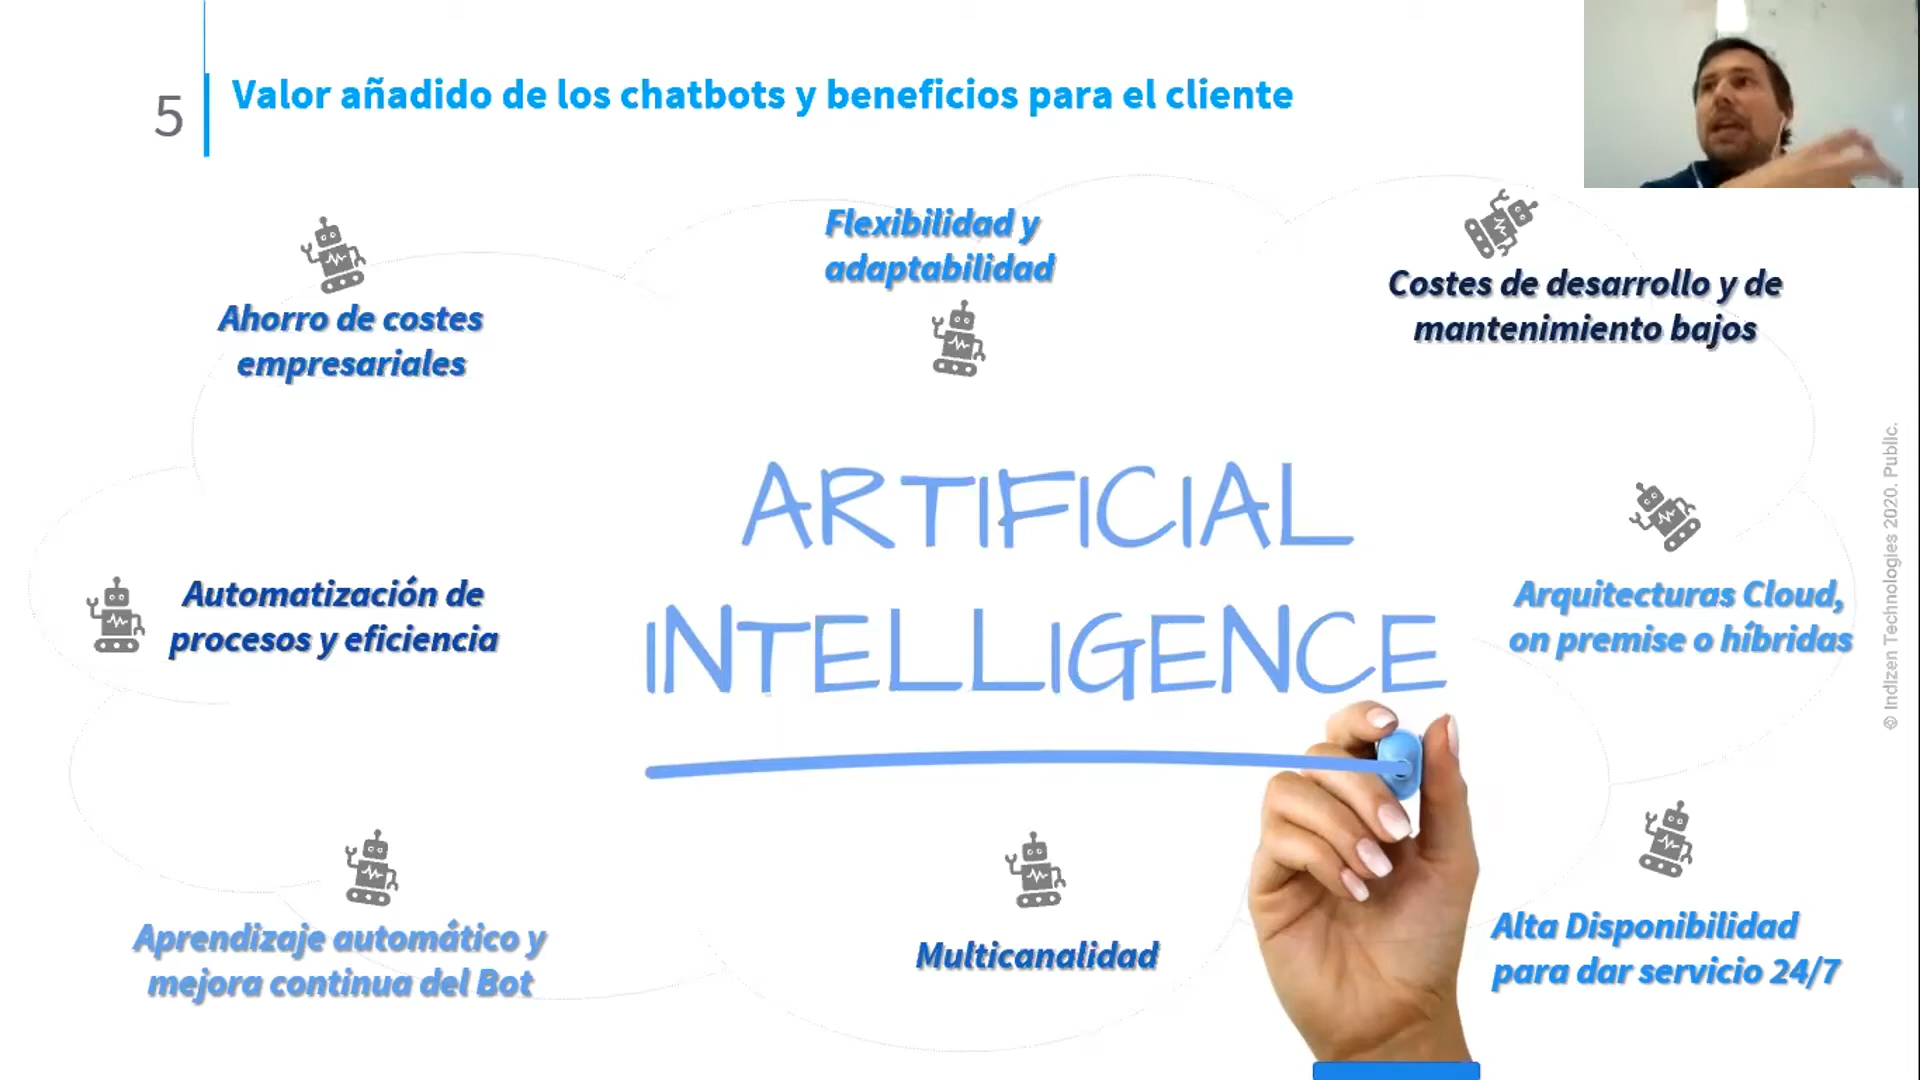 5
Valor añadido de los chatbots y beneficios para el cliente
Flexibilidad y
adaptabilidad
Costes de desarrollo y de
mantenimiento bajos
Ahorro de costes
empresariales
ARTIFICIAL
INTELLIGENCE
Automatización de
procesos y eficiencia
Arquitecturas Cloud,
on premise o híbridas
Aprendizaje automático y
mejora continua del Bot
Multicanalidad
Alta Disponibilidad
para dar servicio 24/7
© Indizen Technologies 2020. Public.